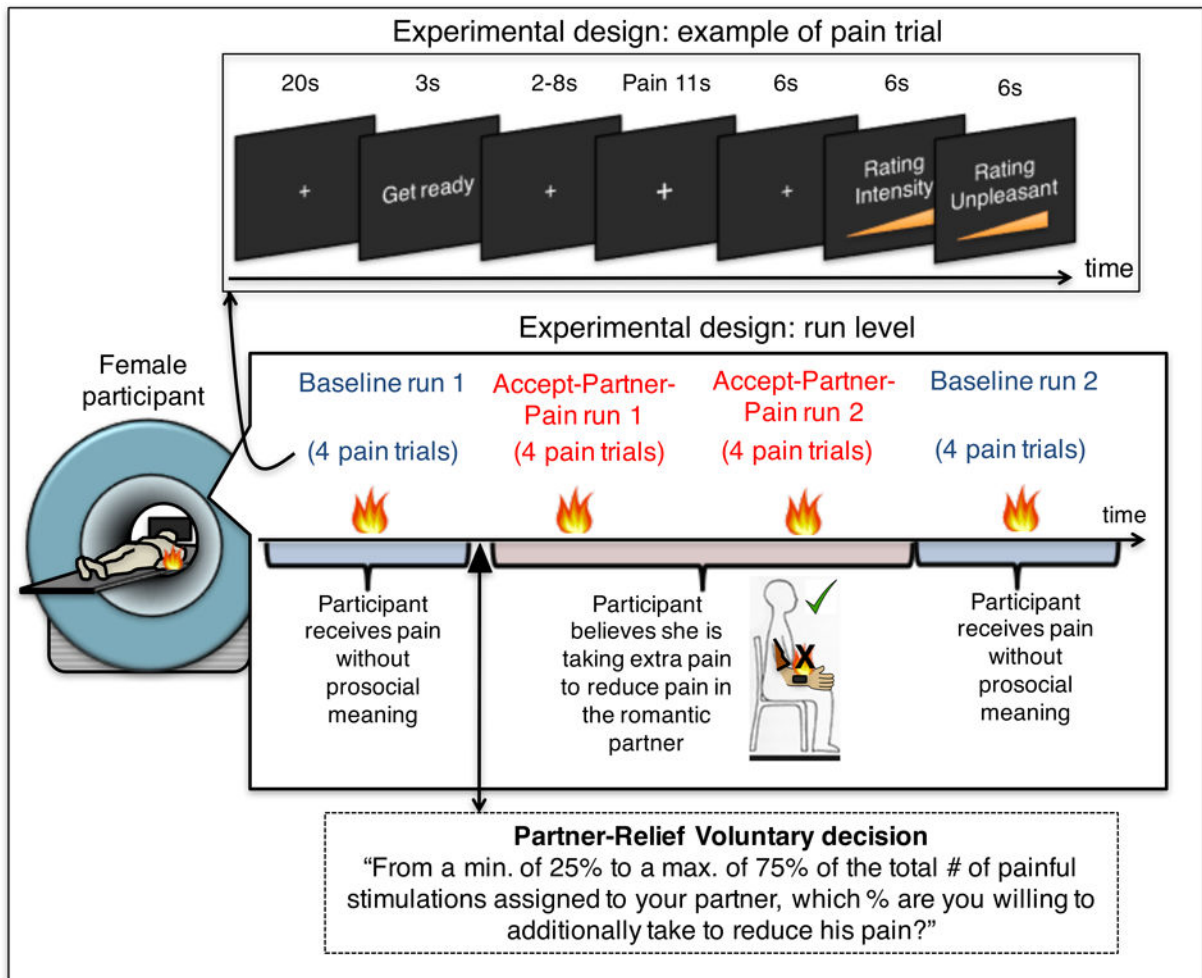 Experimental design: example of pain trial
20s 3s 2-8s Pain 11s 6s 6s 6s
+ Get ready + + + Rating Intensity Rating Unpleasant
time
Experimental design: run level
Female
participant
Baseline run 1
(4 pain trials)
Accept-Partner-
Pain run 1
(4 pain trials)
Accept-Partner-
Pain run 2
(4 pain trials)
Baseline run 2
(4 pain trials)
time
Participant
receives pain
without
prosocial
meaning
Participant
believes she is
taking extra pain
to reduce pain in
the romantic
partner
X
Participant
receives pain
without
prosocial
meaning
Partner-Relief Voluntary decision
“From a min. of 25% to a max. of 75% of the total # of painful
stimulations assigned to your partner, which % are you willing to
additionally take to reduce his pain?”